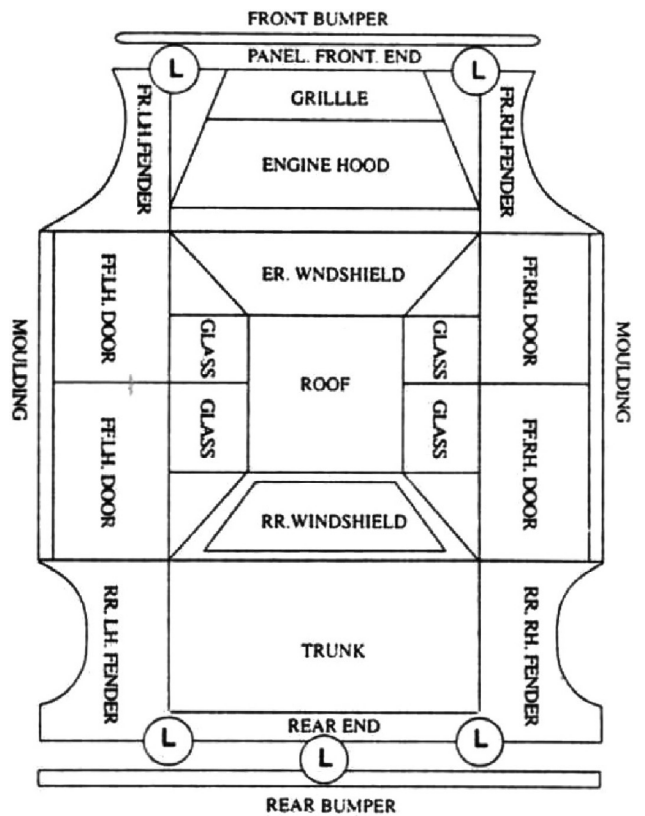 FRONT BUMPER
PANEL. FRONT. END
L
L
GRILLLE
FR.LH.FENDER
FR.RH.FENDER
ENGINE HOOD
ER. WNDSHIELD
FF.LH. DOOR
FF.RH. DOOR
MOULDING
GLASS
GLASS
MOULDING
ROOF
GLASS
GLASS
FF.LH. DOOR
FF.RH. DOOR
RR. WINDSHIELD
RR. LH. FENDER
RR. RH. FENDER
TRUNK
REAR END
L
L
L
REAR BUMPER